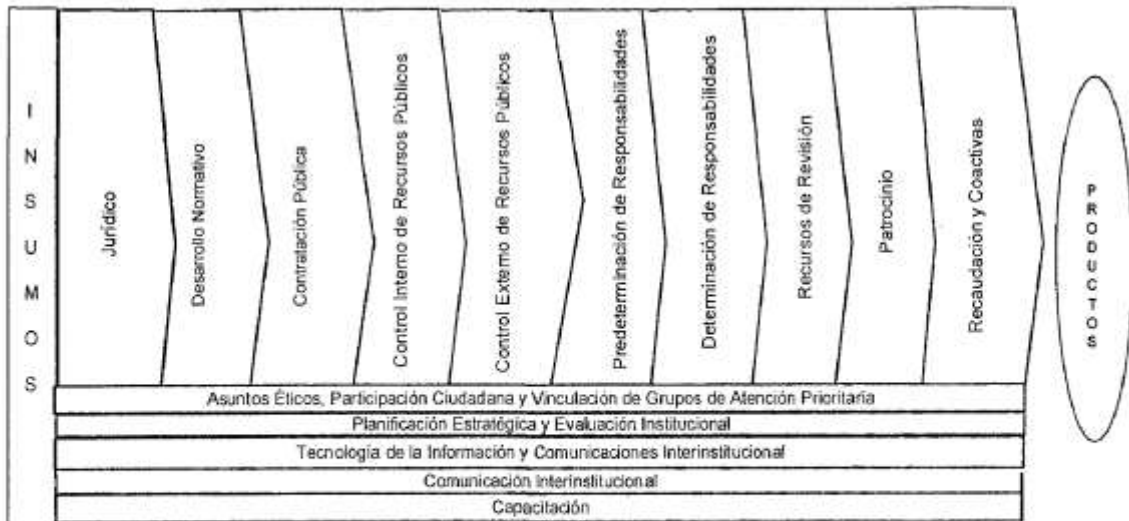 INSUMOS
Jurídico
Desarrollo Normativo
Contratación Pública
Control Interno de Recursos Públicos
Control Externo de Recursos Públicos
Predeterminación de Responsabilidades
Determinación de Responsabilidades
Recursos de Revisión
Patrocinio
Recaudación y Coactivas
PRODUCTOS
Asuntos Éticos, Participación Ciudadana y Vinculación de Grupos de Atención Prioritaria
Planificación Estratégica y Evaluación Institucional
Tecnología de la Información y Comunicaciones Interinstitucional
Comunicación Interinstitucional
Capacitación